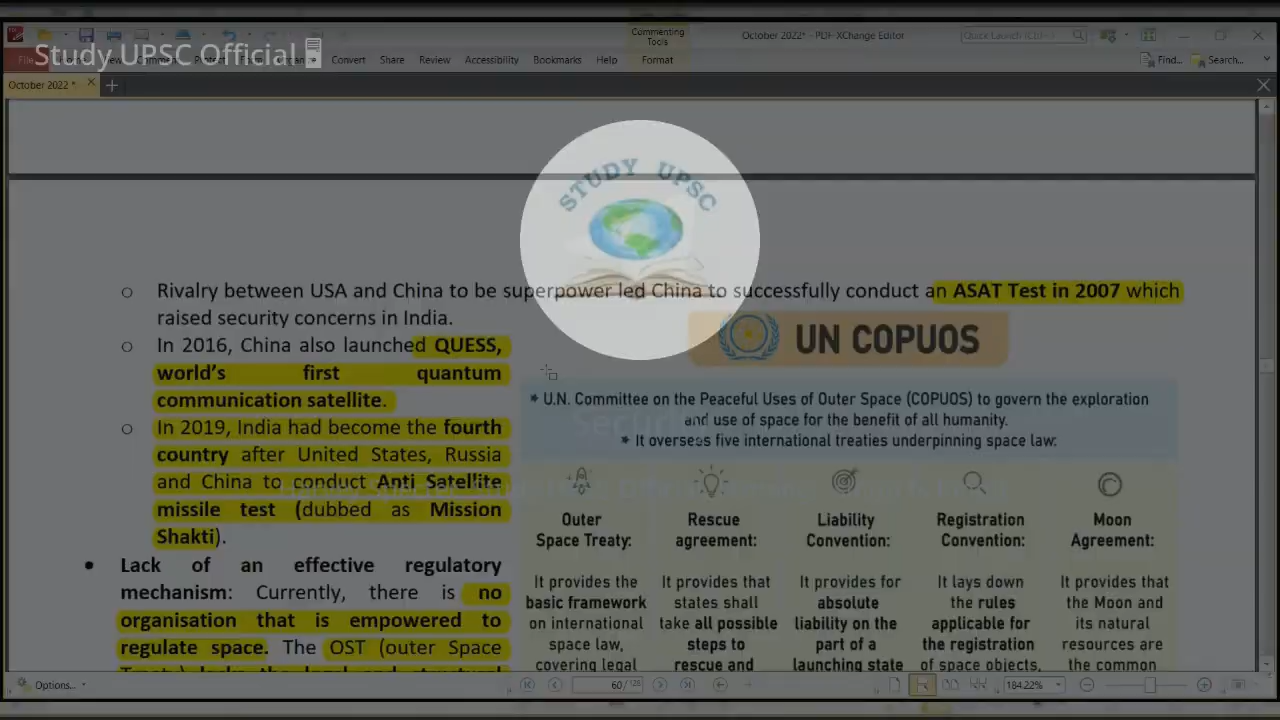 Commenting
Tools
October 2022* - PDF-XChange Editor
Quick Launch (Ctrl+.)
Study UPSC Official
File
Convert
Share
Review
Accessibility
Bookmarks
Help
Format
Find...
Search...
October 2022 *
STUDY UPSC
Rivalry between USA and China to be superpower led China to successfully conduct an ASAT Test in 2007 which
raised security concerns in India.
In 2016, China also launched QUESS,
world's first quantum
communication satellite.
In 2019, India had become the fourth
country after United States, Russia
and China to conduct Anti Satellite
missile test (dubbed as Mission
Shakti).
Lack of an effective regulatory
mechanism: Currently, there is no
organisation that is empowered to
regulate space. The OST (outer Space
UN COPUOS
* U.N. Committee on the Peaceful Uses of Outer Space (COPUOS) to govern the exploration
and use of space for the benefit of all humanity.
* It oversees five international treaties underpinning space law:
Outer
Space Treaty:
It provides the
basic framework
on international
space law,
covering legal
Rescue
agreement:
It provides that
states shall
take all possible
steps to
rescue and
Liability
Convention:
It provides for
absolute
liability on the
part of a
launching state
Registration
Convention:
It lays down
the rules
applicable for
the registration
of space objects,
Moon
Agreement:
It provides that
the Moon and
its natural
resources are
the common
Options...
60 / 125
184.22%